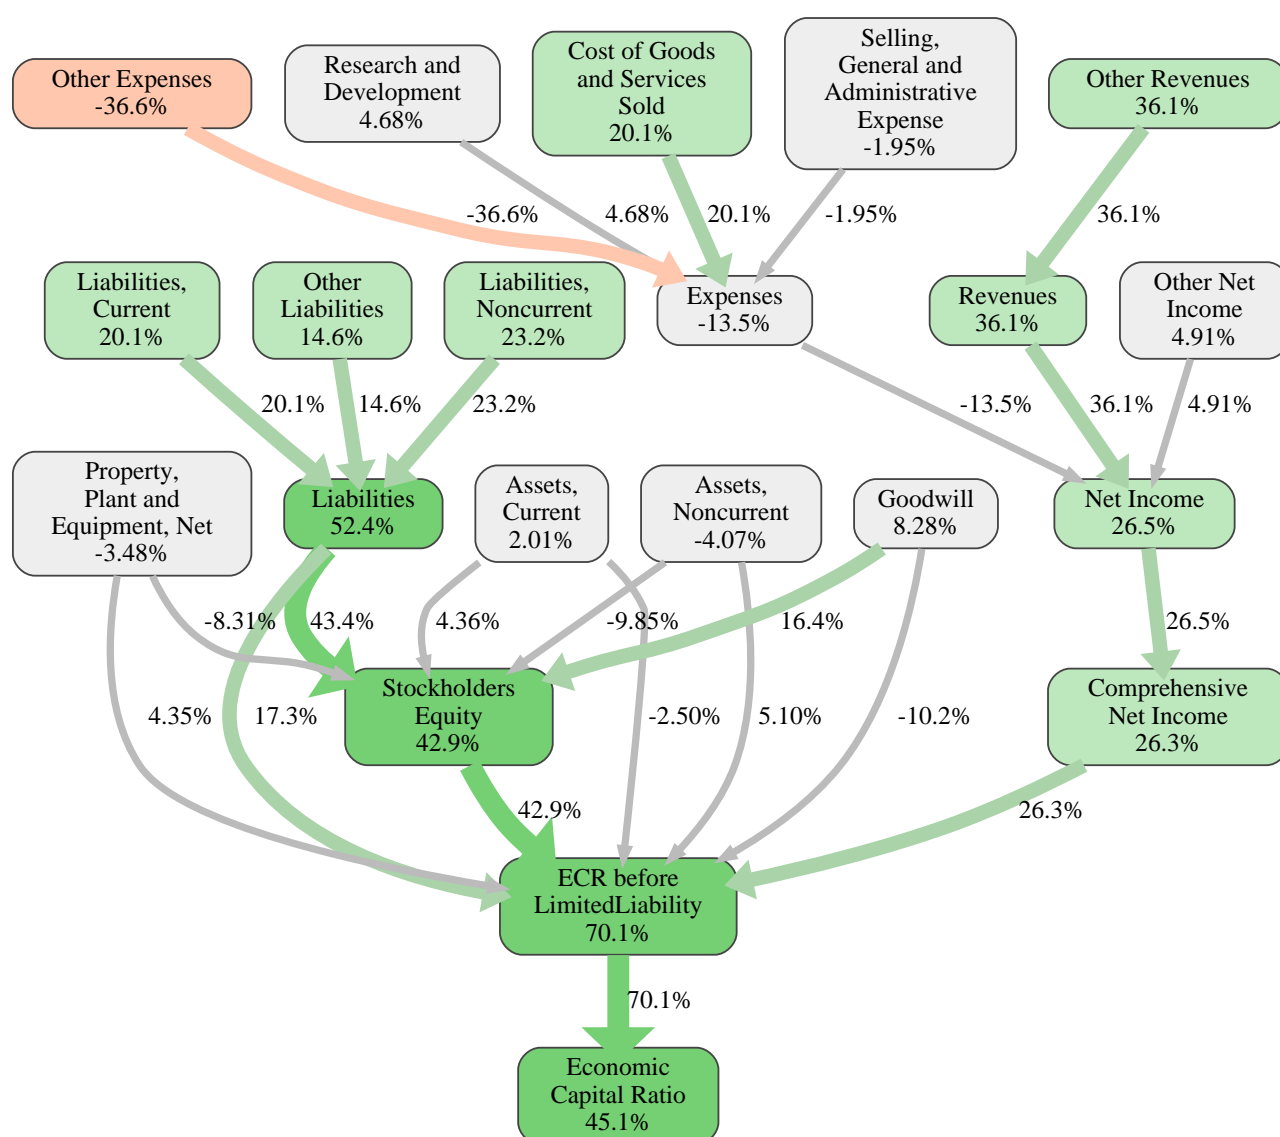 Other Expenses
-36.6%
Research and
Development
4.68%
Cost of Goods
and Services
Sold
20.1%
Selling,
General and
Administrative
Expense
-1.95%
Other Revenues
36.1%
-36.6%
4.68%
20.1%
-1.95%
36.1%
Liabilities,
Current
20.1%
Other
Liabilities
14.6%
Liabilities,
Noncurrent
23.2%
Expenses
-13.5%
Revenues
36.1%
Other Net
Income
4.91%
20.1%
14.6%
23.2%
-13.5%
36.1%
4.91%
Property,
Plant and
Equipment, Net
-3.48%
Liabilities
52.4%
Assets,
Current
2.01%
Assets,
Noncurrent
-4.07%
Goodwill
8.28%
Net Income
26.5%
-8.31%
43.4%
4.36%
-9.85%
16.4%
26.5%
Stockholders
Equity
42.9%
Comprehensive
Net Income
26.3%
4.35%
17.3%
-2.50%
5.10%
-10.2%
42.9%
26.3%
ECR before
LimitedLiability
70.1%
70.1%
Economic
Capital Ratio
45.1%